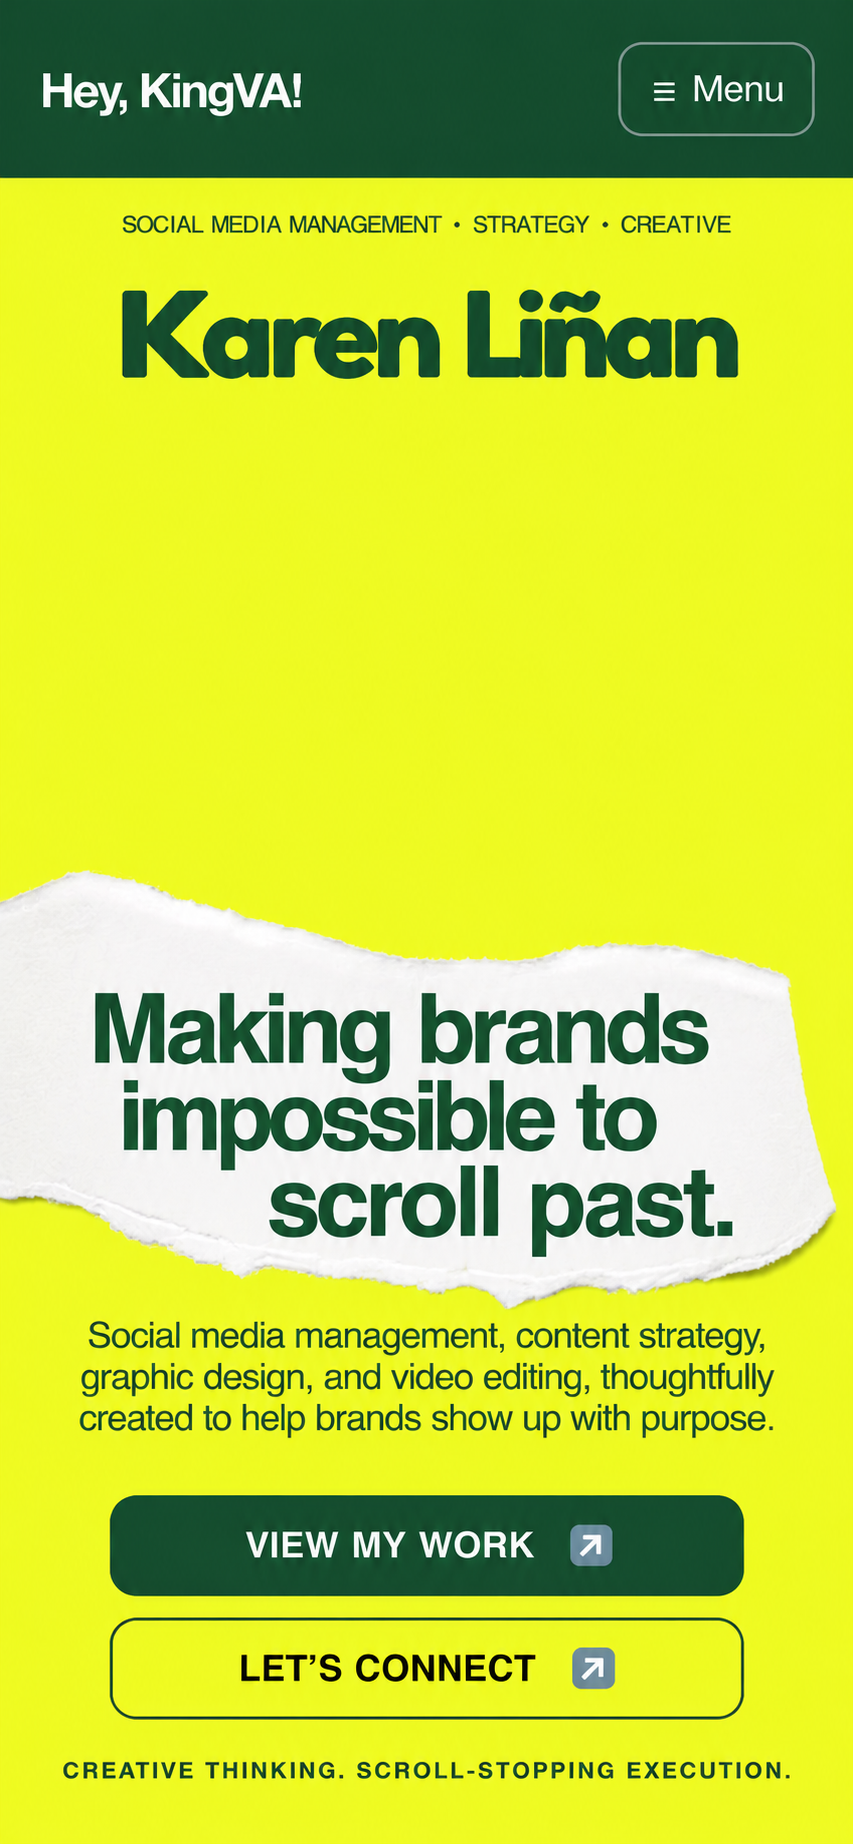 Hey, KingVA!
☰ Menu
SOCIAL MEDIA MANAGEMENT • STRATEGY • CREATIVE
Karen Liñan
Making brands
impossible to
scroll past.
Social media management, content strategy,
graphic design, and video editing, thoughtfully
created to help brands show up with purpose.
VIEW MY WORK ↗
LET’S CONNECT ↗
CREATIVE THINKING. SCROLL-STOPPING EXECUTION.